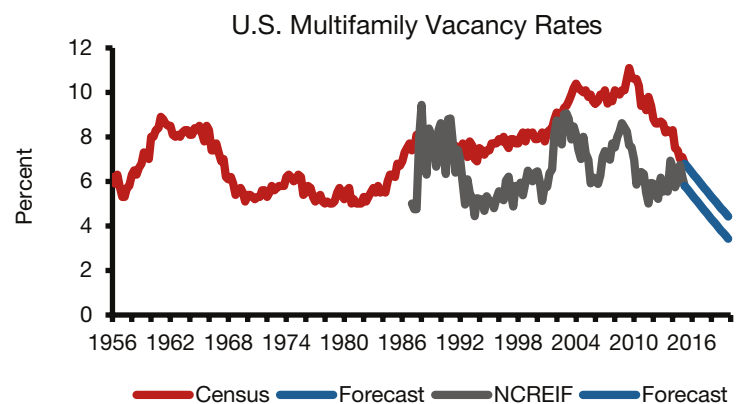 U.S. Multifamily Vacancy Rates
Percent
12
10
8
6
4
2
0
1956 1962 1968 1974 1980 1986 1992 1998 2004 2010 2016
Census Forecast NCREIF Forecast